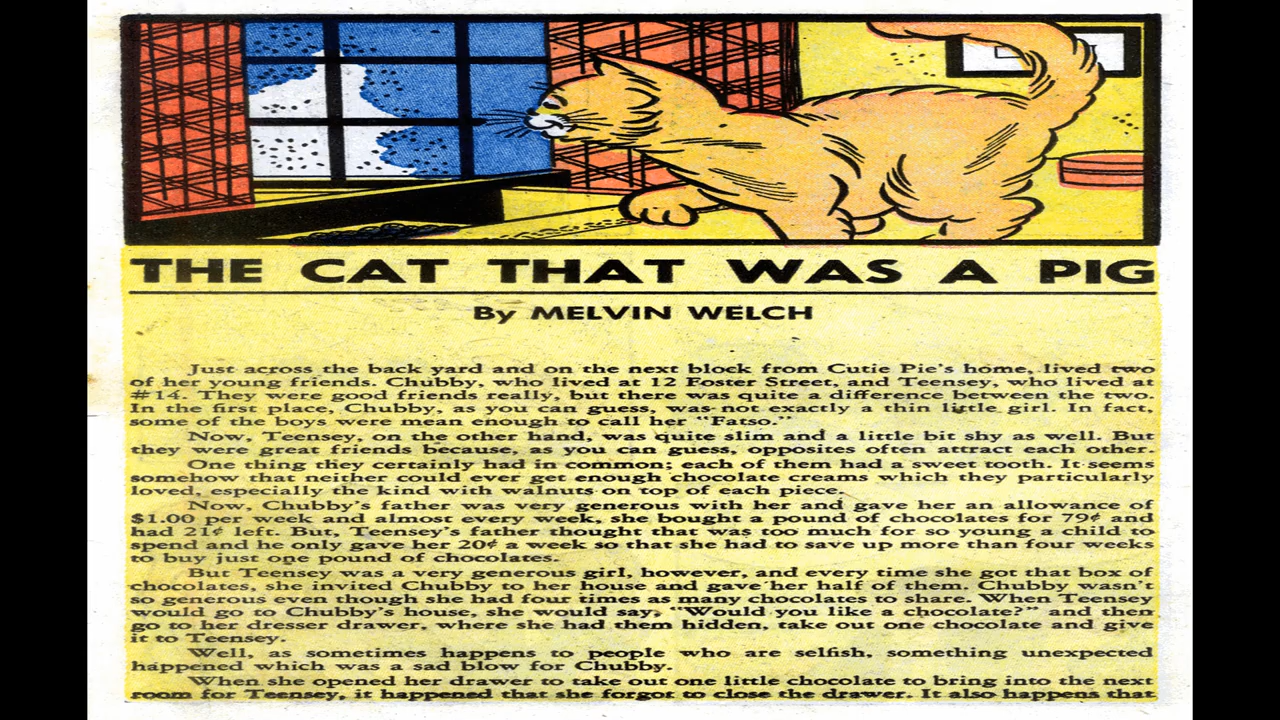 THE CAT THAT WAS A PIG
By MELVIN WELCH
Just across the back yard and on the next block from Cutie Pie's home, lived two
of her young friends. Chubby, who lived at 12 Foster Street, and Teensey, who lived at
#14. They were good friends really, but there was quite a difference between the two.
In the first place, Chubby, as you can guess, was not exactly a thin little girl. In fact,
some of the boys were mean enough to call her "Fatso."
Now, Teensey, on the other hand, was quite slim and a little bit shy as well. But
they were great friends because, as you can guess, opposites often attract each other.
One thing they certainly had in common; each of them had a sweet tooth. It seems
somehow that neither could ever get enough chocolate creams which they particularly
loved, especially the kind with walnuts on top of each piece.
Now, Chubby's father was very generous with her and gave her an allowance of
$1.00 per week and almost every week, she bought a pound of chocolates for 79¢ and
had 21¢ left. But, Teensey's father thought that was too much for so young a child to
spend and he only gave her 20¢ a week so that she had to save up more than four weeks
to buy just one pound of chocolates.
But Teensey was a very generous girl, however, and every time she got that box of
chocolates, she invited Chubby to her house and gave her half of them. Chubby wasn't
so generous even though she had four times as many chocolates to share. When Teensey
would go to Chubby's house, she would say, "Would you like a chocolate?" and then
go to her dresser drawer, where she had them hidden, take out one chocolate and give
it to Teensey.
Well, as sometimes happens to people who are selfish, something unexpected
happened which was a sad blow for Chubby.
When she opened her drawer to take out one little chocolate to bring into the next
room for Teensey, it happened that she forgot to close the drawer. It also happens that